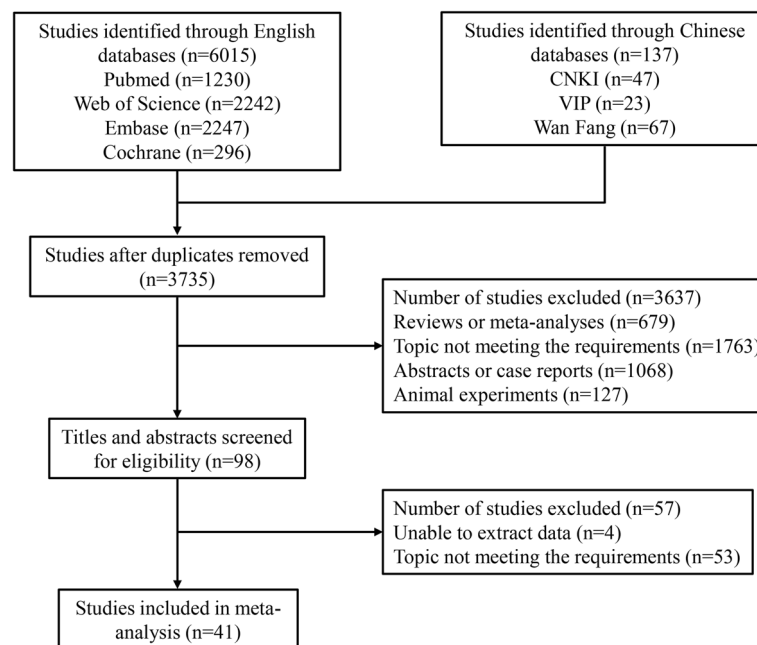 Studies identified through English
databases (n=6015)
Pubmed (n=1230)
Web of Science (n=2242)
Embase (n=2247)
Cochrane (n=296)
Studies identified through Chinese
databases (n=137)
CNKI (n=47)
VIP (n=23)
Wan Fang (n=67)
Studies after duplicates removed
(n=3735)
Number of studies excluded (n=3637)
Reviews or meta-analyses (n=679)
Topic not meeting the requirements (n=1763)
Abstracts or case reports (n=1068)
Animal experiments (n=127)
Titles and abstracts screened
for eligibility (n=98)
Number of studies excluded (n=57)
Unable to extract data (n=4)
Topic not meeting the requirements (n=53)
Studies included in meta-
analysis (n=41)